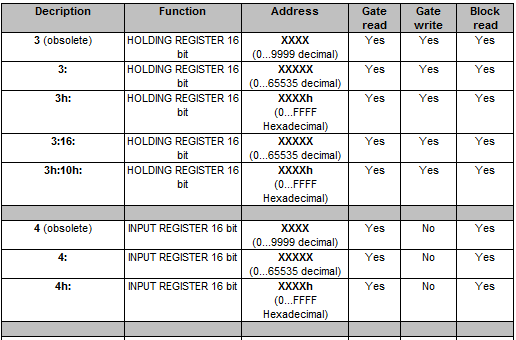 Decription Function Address Gate read Gate write Block read
3 (obsolete) HOLDING REGISTER 16 bit XXXX (0...9999 decimal) Yes Yes Yes
3: HOLDING REGISTER 16 bit XXXXX (0...65535 decimal) Yes Yes Yes
3h: HOLDING REGISTER 16 bit XXXXh (0...FFFF Hexadecimal) Yes Yes Yes
3:16: HOLDING REGISTER 16 bit XXXXX (0...65535 decimal) Yes Yes Yes
3h:10h: HOLDING REGISTER 16 bit XXXXh (0...FFFF Hexadecimal) Yes Yes Yes
4 (obsolete) INPUT REGISTER 16 bit XXXX (0...9999 decimal) Yes No Yes
4: INPUT REGISTER 16 bit XXXXX (0...65535 decimal) Yes No Yes
4h: INPUT REGISTER 16 bit XXXXh (0...FFFF Hexadecimal) Yes No Yes